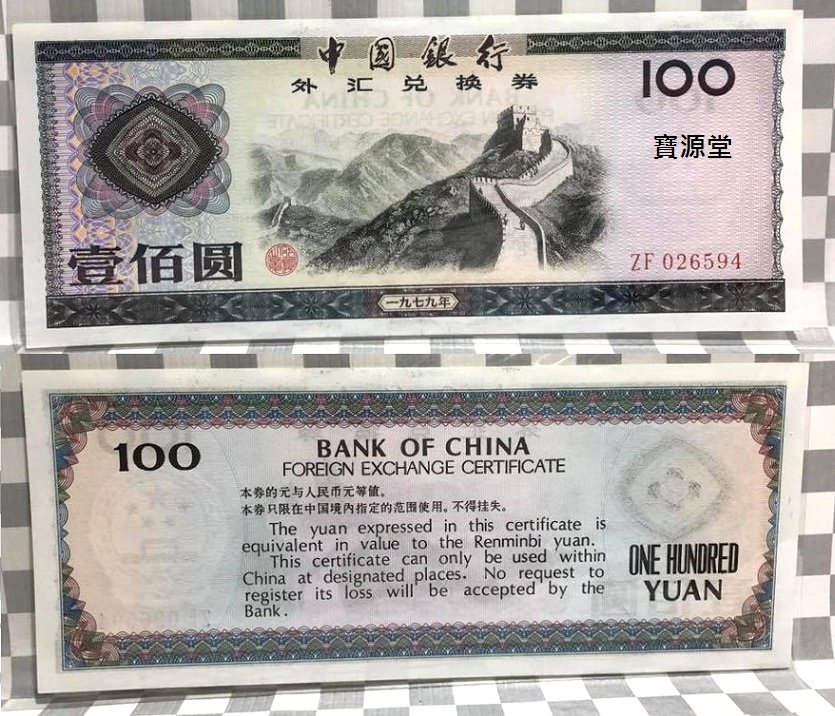 中國銀行
外汇兑换券
100
寶源堂
壹佰圆
ZF 026594
一九七九年
100
BANK OF CHINA
FOREIGN EXCHANGE CERTIFICATE
本券的元与人民币元等值。
本券只限在中国境内指定的范围使用。不得挂失。
The yuan expressed in this certificate is
equivalent in value to the Renminbi yuan.
This certificate can only be used within
China at designated places. No request to
register its loss will be accepted by the
Bank.
ONE HUNDRED
YUAN